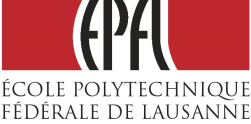 EPFL
ÉCOLE POLYTECHNIQUE
FÉDÉRALE DE LAUSANNE